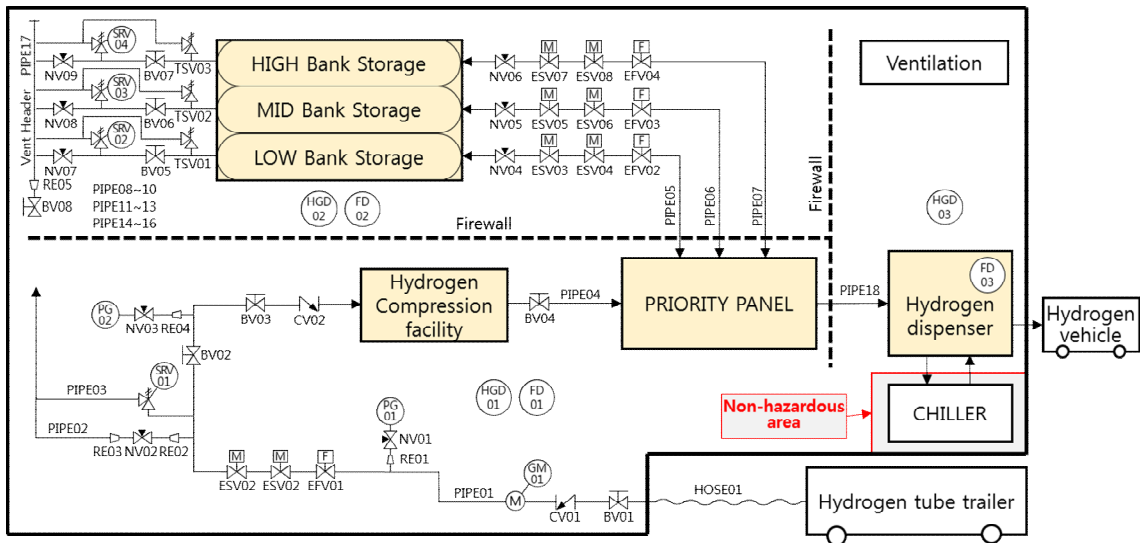 SRV
04
NV09
BV07
TSV03
HIGH Bank Storage
NV06
M
ESV07
M
ESV08
F
EFV04
Ventilation
PIPE17
SRV
03
NV08
BV06
TSV02
MID Bank Storage
NV05
M
ESV05
M
ESV06
F
EFV03
Vent Header
SRV
02
NV07
BV05
TSV01
LOW Bank Storage
NV04
M
ESV03
M
ESV04
F
EFV02
RE05
BV08
PIPE08~10
PIPE11~13
PIPE14~16
HGD
02
FD
02
PIPE05
PIPE06
PIPE07
Firewall
Firewall
HGD
03
PG
02
NV03
RE04
BV03
CV02
Hydrogen
Compression
facility
BV04
PIPE04
PRIORITY PANEL
PIPE18
FD
03
Hydrogen
dispenser
Hydrogen
vehicle
BV02
PIPE03
SRV
01
HGD
01
FD
01
Non-hazardous
area
CHILLER
PIPE02
RE03
NV02
RE02
PG
01
NV01
RE01
M
ESV02
M
ESV02
F
EFV01
PIPE01
GM
01
M
CV01
BV01
HOSE01
Hydrogen tube trailer